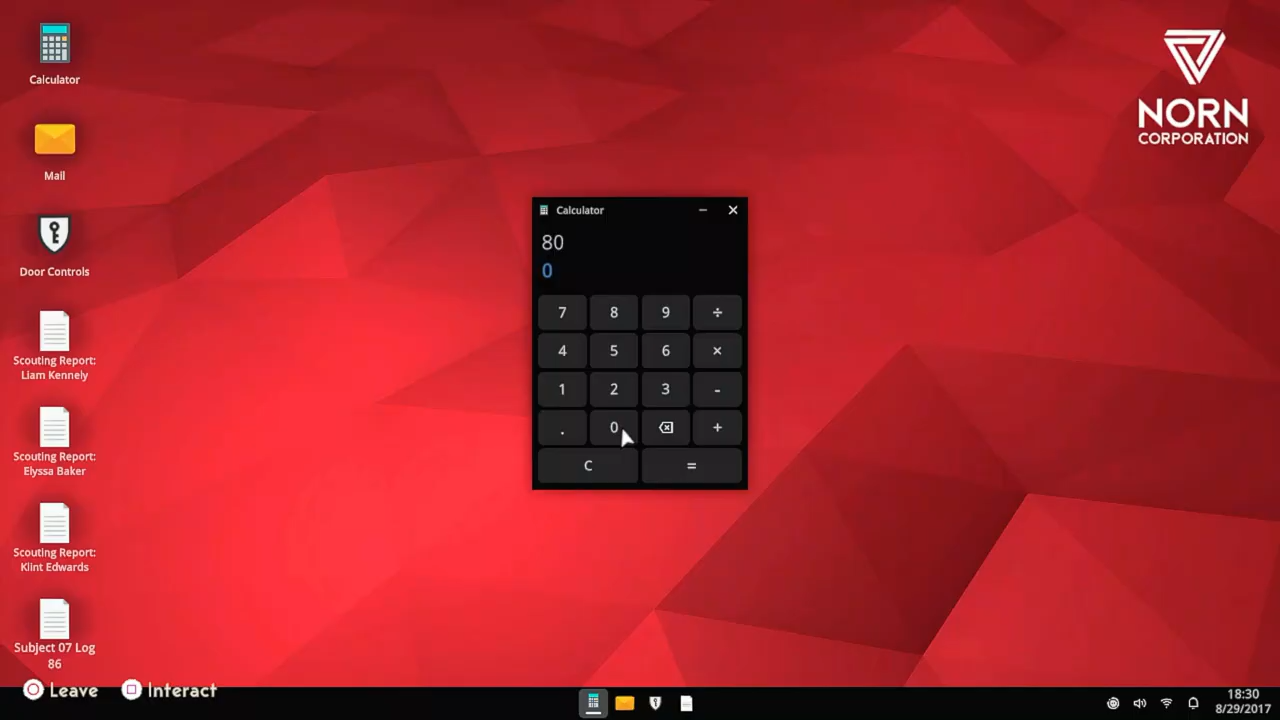 Calculator
Mail
Door Controls
Scouting Report:
Liam Kennely
Scouting Report:
Elyssa Baker
Scouting Report:
Klint Edwards
Subject 07 Log
86
Leave
Interact
NORN
CORPORATION
Calculator
80
0
7 8 9 ÷
4 5 6 ×
1 2 3 -
. 0 +
C =
18:30
8/29/2017